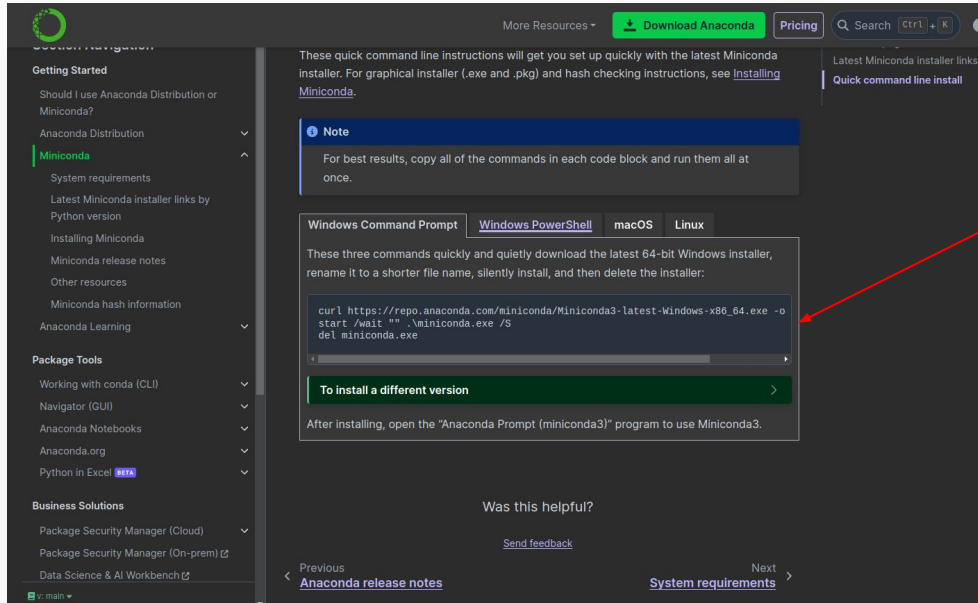 More Resources
Download Anaconda
Pricing
Search Ctrl + K
Section Navigation
Getting Started
Should I use Anaconda Distribution or
Miniconda?
Anaconda Distribution
Miniconda
System requirements
Latest Miniconda installer links by
Python version
Installing Miniconda
Miniconda release notes
Other resources
Miniconda hash information
Anaconda Learning
Package Tools
Working with conda (CLI)
Navigator (GUI)
Anaconda Notebooks
Anaconda.org
Python in Excel BETA
Business Solutions
Package Security Manager (Cloud)
Package Security Manager (On-prem)
Data Science & AI Workbench
v: main
These quick command line instructions will get you set up quickly with the latest Miniconda
installer. For graphical installer (.exe and .pkg) and hash checking instructions, see Installing
Miniconda.
Note
For best results, copy all of the commands in each code block and run them all at
once.
Windows Command Prompt Windows PowerShell macOS Linux
These three commands quickly and quietly download the latest 64-bit Windows installer,
rename it to a shorter file name, silently install, and then delete the installer:
curl https://repo.anaconda.com/miniconda/Miniconda3-latest-Windows-x86_64.exe -o
start /wait "" .\miniconda.exe /S
del miniconda.exe
To install a different version
After installing, open the “Anaconda Prompt (miniconda3)” program to use Miniconda3.
Was this helpful?
Send feedback
Previous
Anaconda release notes
Next
System requirements
Latest Miniconda installer links
Quick command line install